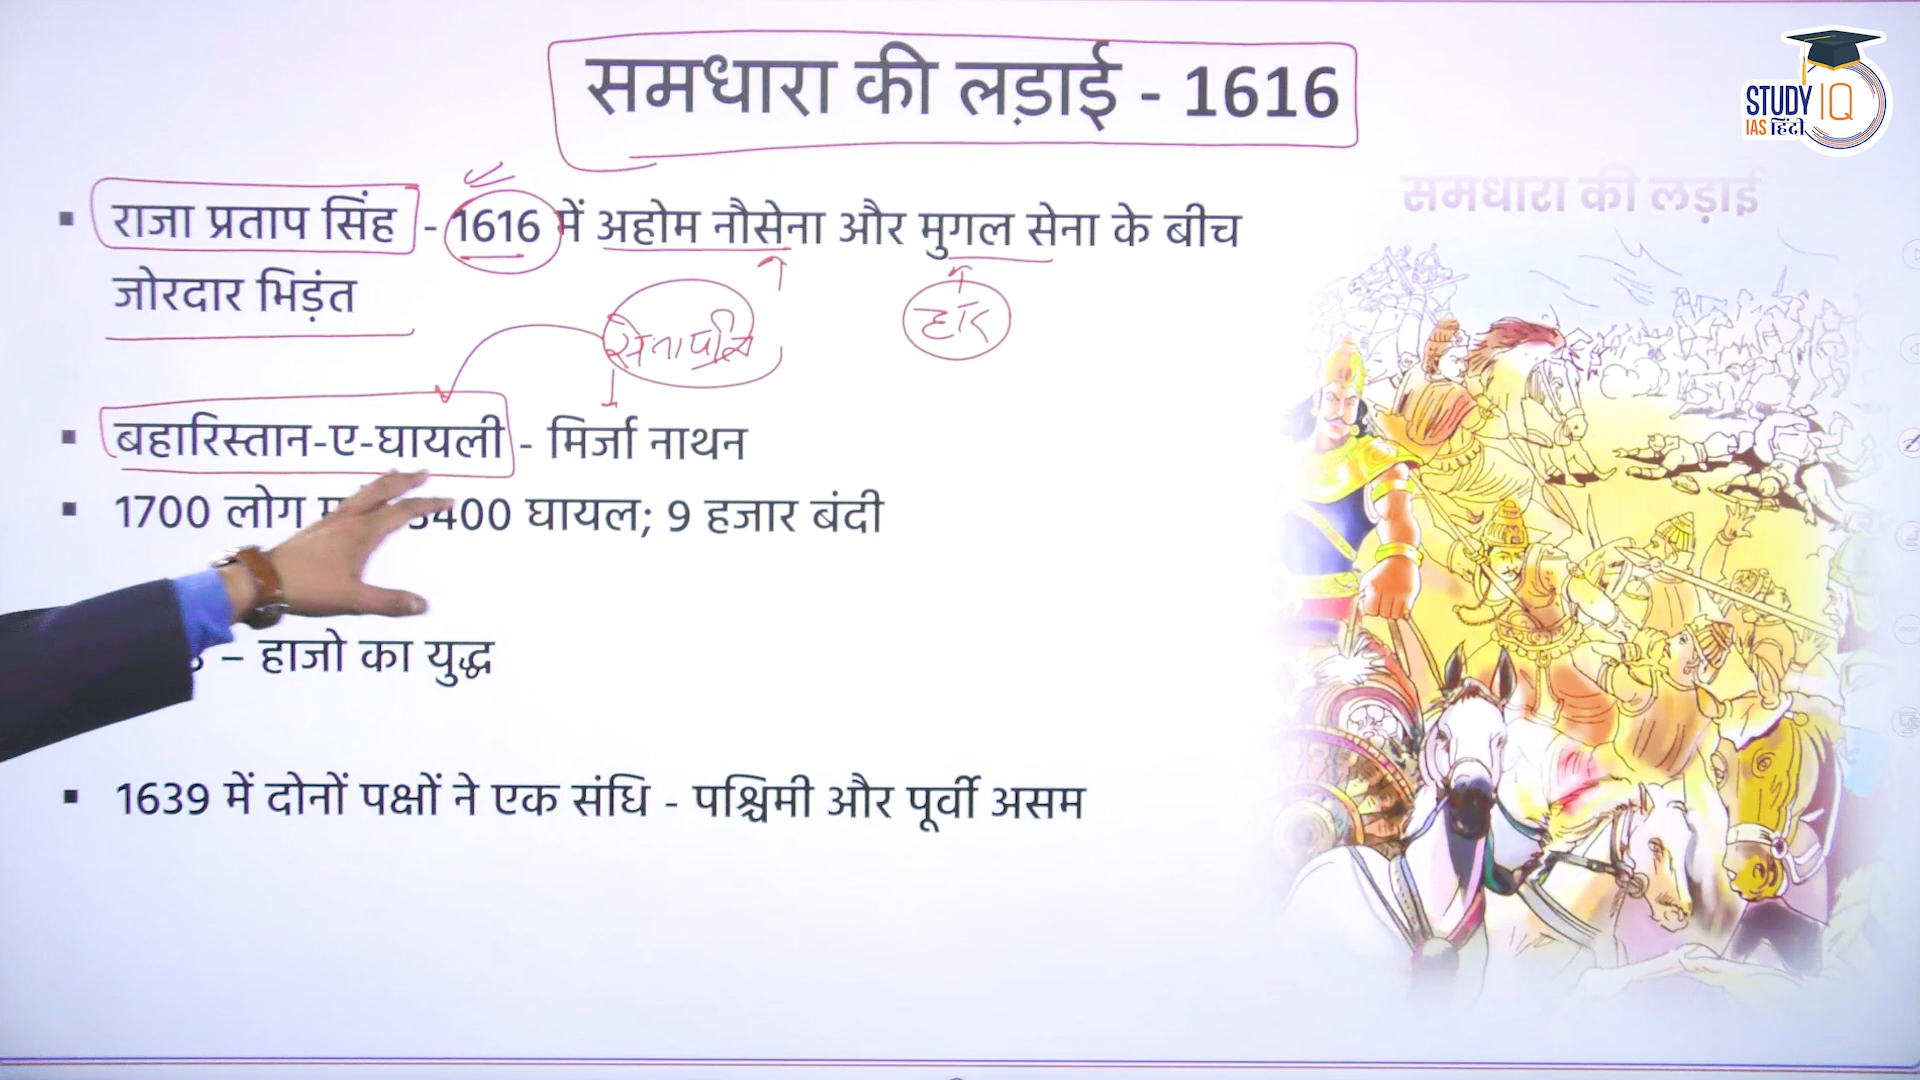 समधारा की लड़ाई - 1616
STUDY IQ
IAS हिंदी
समधारा की लड़ाई
▪ राजा प्रताप सिंह - 1616 में अहोम नौसेना और मुगल सेना के बीच
जोरदार भिड़ंत
सेनापति
हार
▪ बहारिस्तान-ए-घायली - मिर्जा नाथन
▪ 1700 लोग 3400 घायल; 9 हजार बंदी
– हाजो का युद्ध
▪ 1639 में दोनों पक्षों ने एक संधि - पश्चिमी और पूर्वी असम